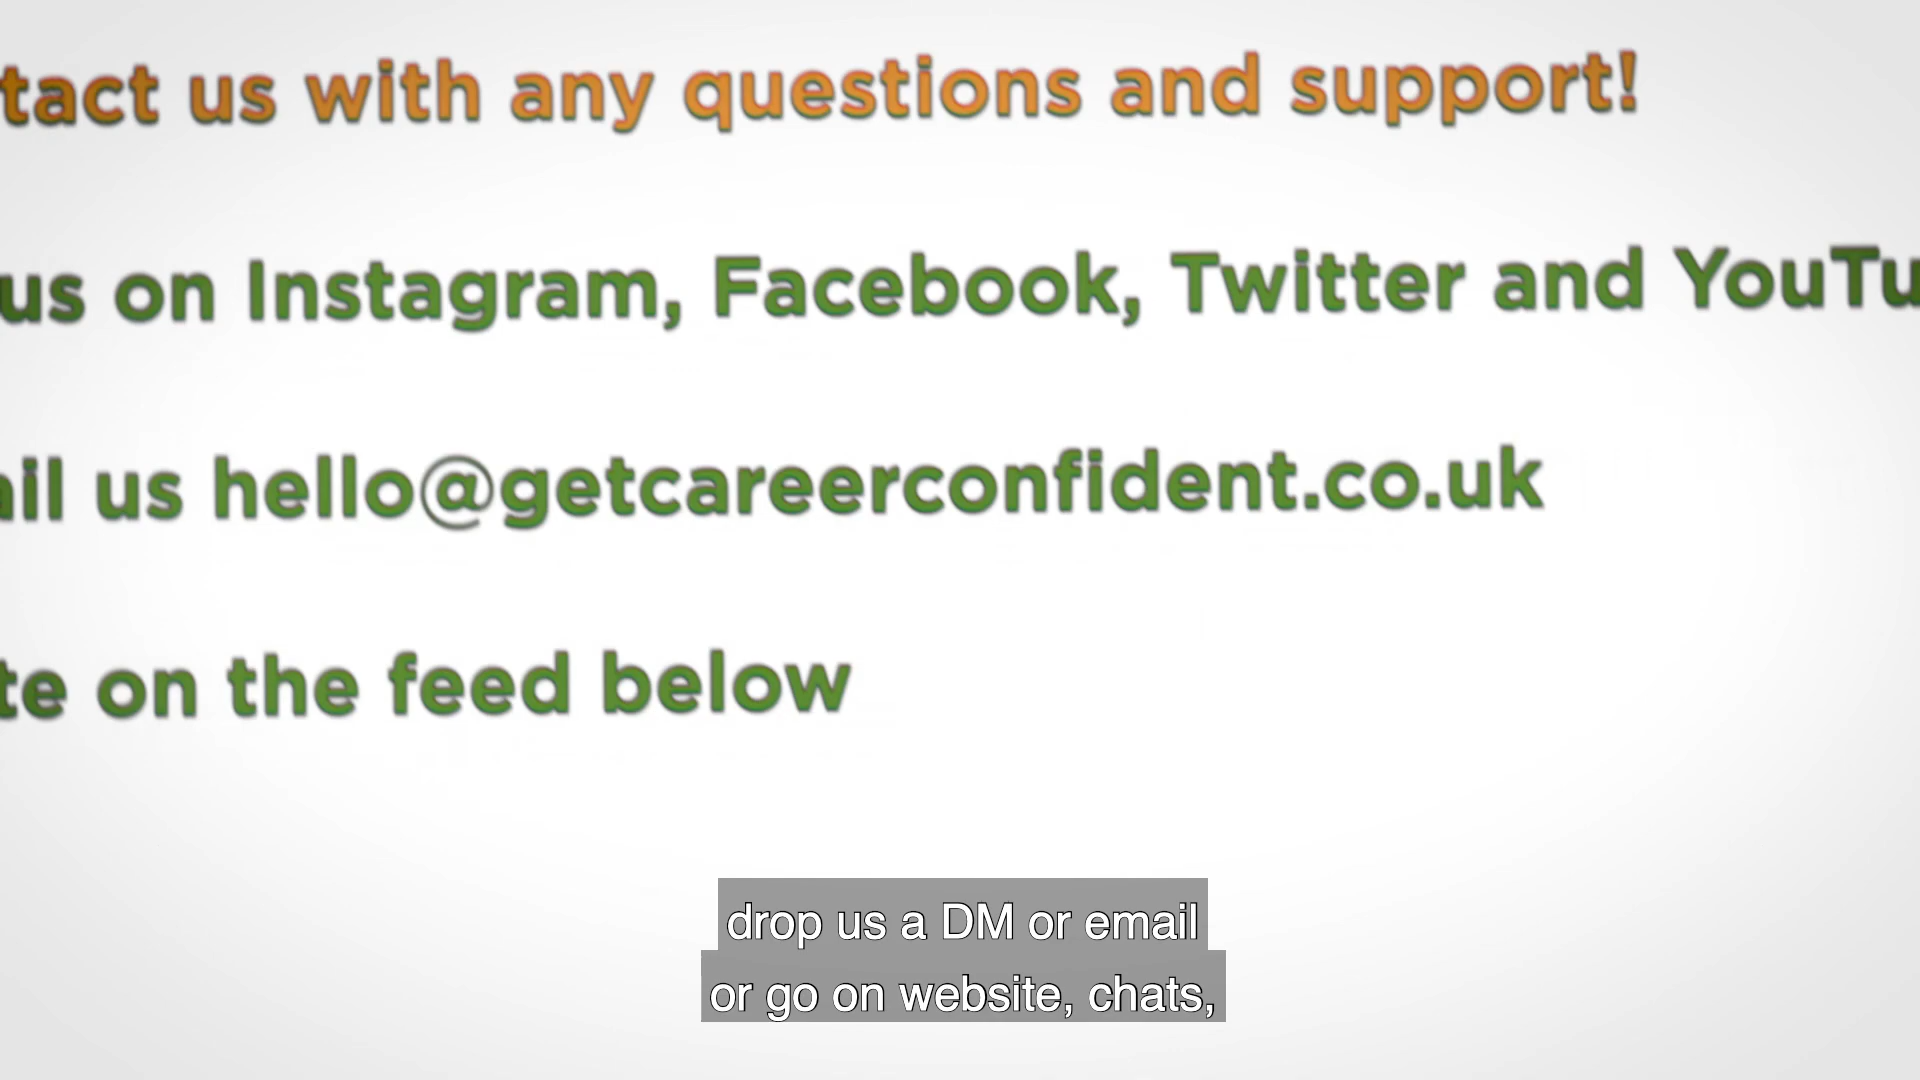 tact us with any questions and support!
us on Instagram, Facebook, Twitter and YouTu
ail us hello@getcareerconfident.co.uk
te on the feed below
drop us a DM or email
or go on website, chats,